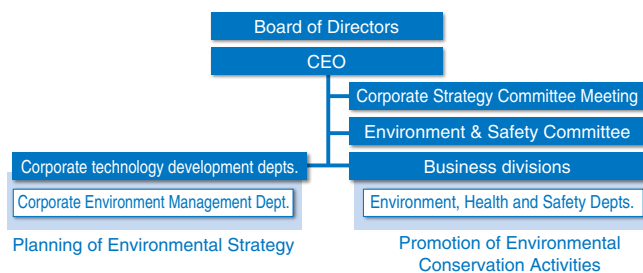 Board of Directors
CEO
Corporate Strategy Committee Meeting
Environment & Safety Committee
Corporate technology development depts.
Business divisions
Corporate Environment Management Dept.
Environment, Health and Safety Depts.
Planning of Environmental Strategy
Promotion of Environmental
Conservation Activities